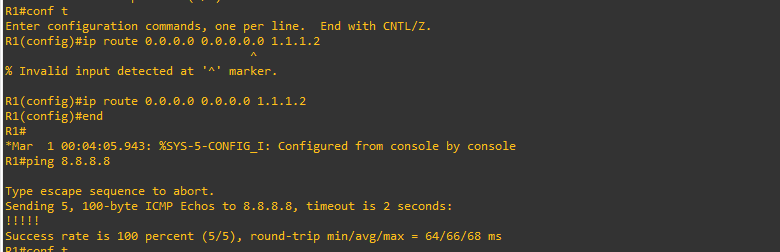 R1#conf t
Enter configuration commands, one per line.  End with CNTL/Z.
R1(config)#ip route 0.0.0.0 0.0.0.0.0 1.1.1.2
                                  ^
% Invalid input detected at '^' marker.

R1(config)#ip route 0.0.0.0 0.0.0.0 1.1.1.2
R1(config)#end
R1#
*Mar  1 00:04:05.943: %SYS-5-CONFIG_I: Configured from console by console
R1#ping 8.8.8.8

Type escape sequence to abort.
Sending 5, 100-byte ICMP Echos to 8.8.8.8, timeout is 2 seconds:
!!!!!
Success rate is 100 percent (5/5), round-trip min/avg/max = 64/66/68 ms
R1#conf t